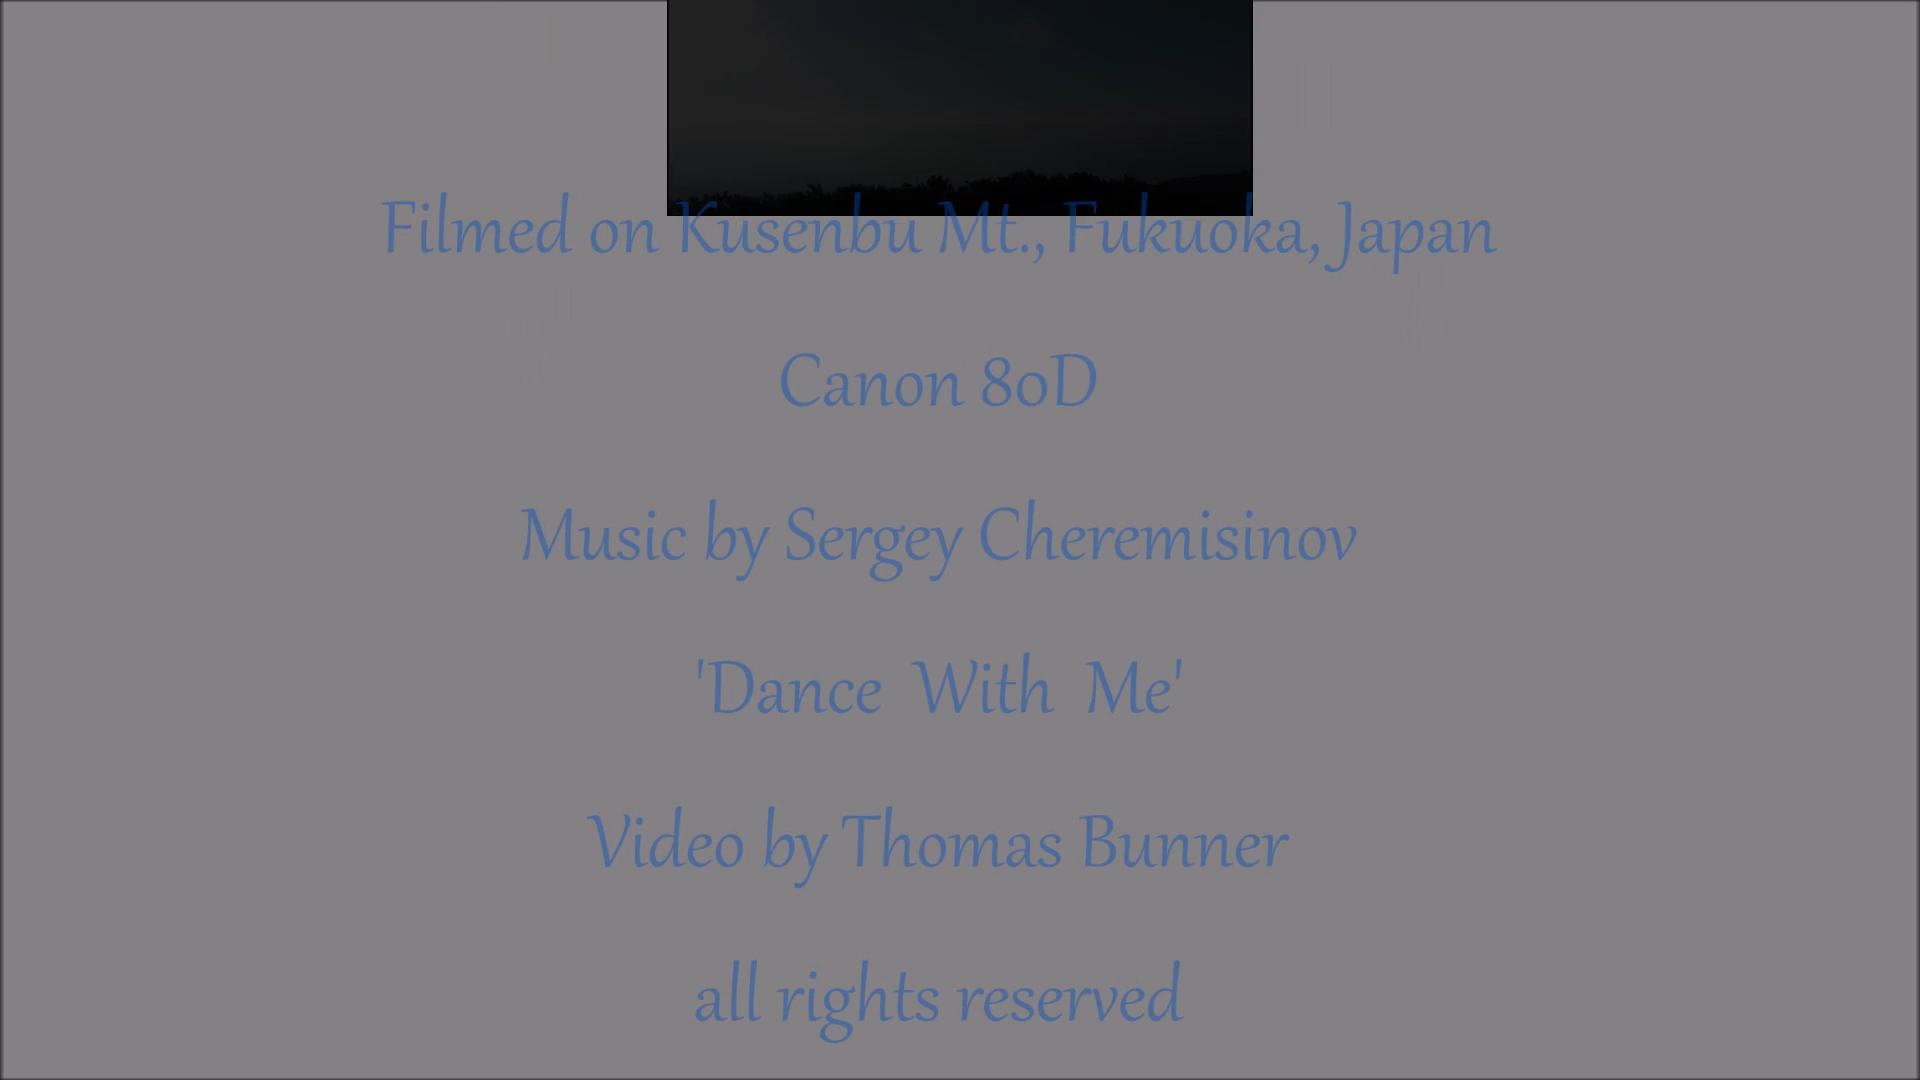 Filmed on Kusenbu Mt., Fukuoka, Japan
Canon 80D
Music by Sergey Cheremisinov
'Dance With Me'
Video by Thomas Bunner
all rights reserved